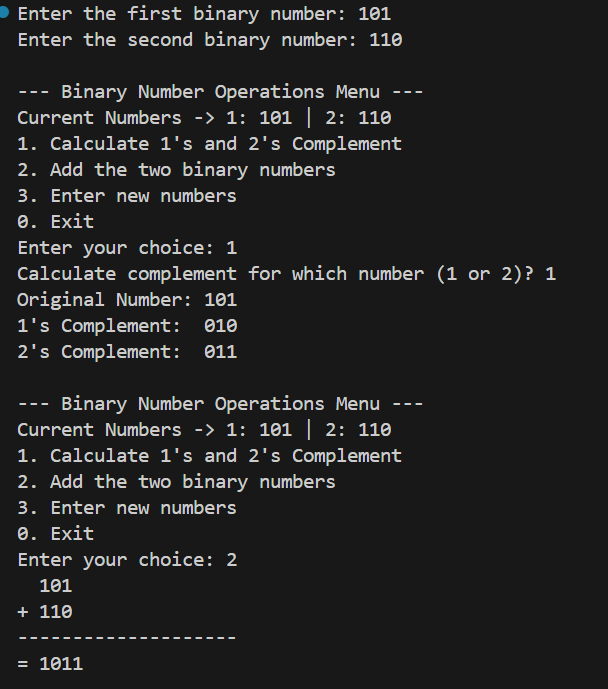 Enter the first binary number: 101
Enter the second binary number: 110

--- Binary Number Operations Menu ---
Current Numbers -> 1: 101 | 2: 110
1. Calculate 1's and 2's Complement
2. Add the two binary numbers
3. Enter new numbers
0. Exit
Enter your choice: 1
Calculate complement for which number (1 or 2)? 1
Original Number: 101
1's Complement:  010
2's Complement:  011

--- Binary Number Operations Menu ---
Current Numbers -> 1: 101 | 2: 110
1. Calculate 1's and 2's Complement
2. Add the two binary numbers
3. Enter new numbers
0. Exit
Enter your choice: 2
  101
+ 110
--------------------
= 1011